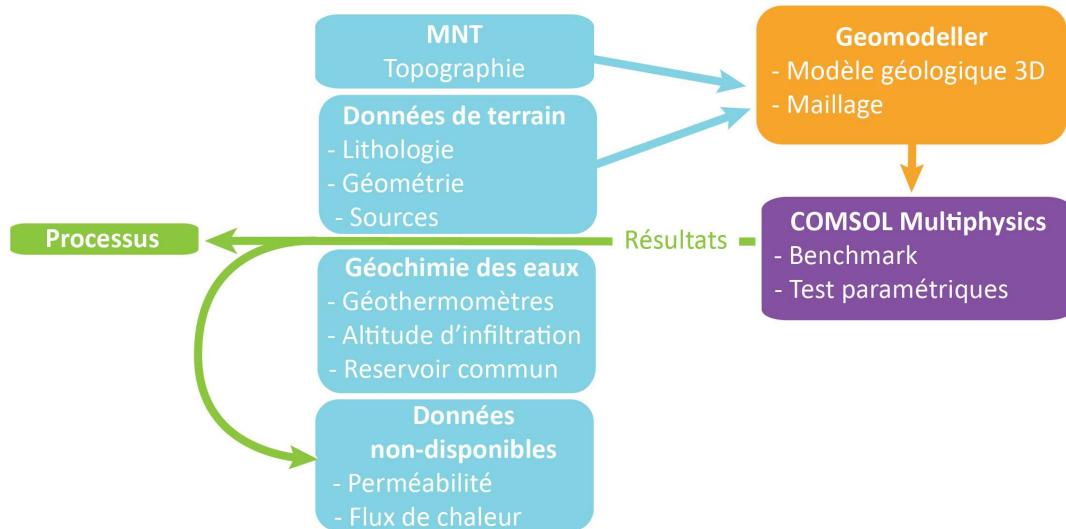 MNT
Topographie
Données de terrain
- Lithologie
- Géométrie
- Sources
Geomodeller
- Modèle géologique 3D
- Maillage
Processus
Résultats
COMSOL Multiphysics
- Benchmark
- Test paramétriques
Géochimie des eaux
- Géothermomètres
- Altitude d’infiltration
- Reservoir commun
Données
non-disponibles
- Perméabilité
- Flux de chaleur